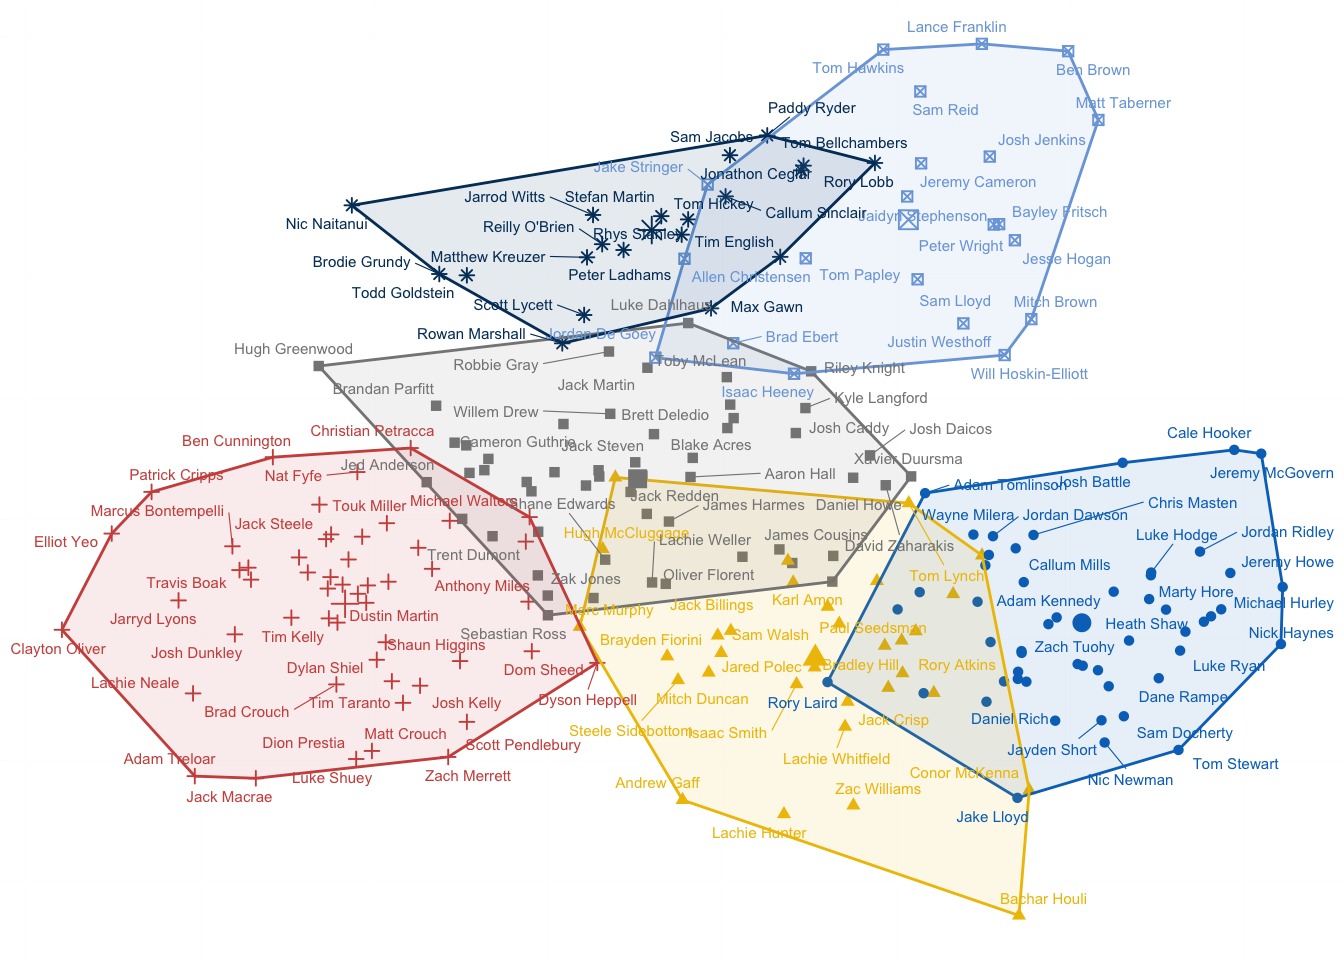 Lance Franklin
Tom Hawkins
Ben Brown
Matt Taberner
Sam Reid
Paddy Ryder
Sam Jacobs
Tom Bellchambers
Josh Jenkins
Jake Stringer
Jonathon Ceglar
Rory Lobb
Jeremy Cameron
Jarrod Witts
Stefan Martin
Tom Hickey
Callum Sinclair
Jaidyn Stephenson
Bayley Fritsch
Nic Naitanui
Reilly O'Brien
Rhys Stanley
Tim English
Peter Wright
Jesse Hogan
Brodie Grundy
Matthew Kreuzer
Peter Ladhams
Allen Christensen
Tom Papley
Todd Goldstein
Scott Lycett
Luke Dahlhaus
Max Gawn
Sam Lloyd
Mitch Brown
Rowan Marshall
Jordan De Goey
Brad Ebert
Justin Westhoff
Hugh Greenwood
Robbie Gray
Toby McLean
Riley Knight
Will Hoskin-Elliott
Brandan Parfitt
Jack Martin
Isaac Heeney
Kyle Langford
Willem Drew
Brett Deledio
Josh Caddy
Josh Daicos
Christian Petracca
Ben Cunnington
Cameron Guthrie
Jack Steven
Blake Acres
Cale Hooker
Jed Anderson
Xavier Duursma
Patrick Cripps
Nat Fyfe
Aaron Hall
Jeremy McGovern
Adam Tomlinson
Josh Battle
Michael Walters
Shane Edwards
Jack Redden
James Harmes
Daniel Howe
Chris Masten
Marcus Bontempelli
Touk Miller
Wayne Milera
Jordan Dawson
Jack Steele
Hugh McCluggage
Lachie Weller
James Cousins
David Zaharakis
Luke Hodge
Jordan Ridley
Elliot Yeo
Trent Dumont
Callum Mills
Jeremy Howe
Travis Boak
Anthony Miles
Zak Jones
Oliver Florent
Tom Lynch
Marty Hore
Jarryd Lyons
Dustin Martin
Marc Murphy
Jack Billings
Karl Amon
Adam Kennedy
Michael Hurley
Tim Kelly
Sebastian Ross
Sam Walsh
Paul Seedsman
Heath Shaw
Nick Haynes
Clayton Oliver
Josh Dunkley
Shaun Higgins
Brayden Fiorini
Zach Tuohy
Dylan Shiel
Dom Sheed
Jared Polec
Bradley Hill
Rory Atkins
Luke Ryan
Lachie Neale
Tim Taranto
Josh Kelly
Dyson Heppell
Mitch Duncan
Rory Laird
Dane Rampe
Brad Crouch
Steele Sidebottom
Isaac Smith
Jack Crisp
Daniel Rich
Matt Crouch
Sam Docherty
Dion Prestia
Scott Pendlebury
Jayden Short
Adam Treloar
Lachie Whitfield
Tom Stewart
Luke Shuey
Zach Merrett
Andrew Gaff
Conor McKenna
Nic Newman
Jack Macrae
Zac Williams
Jake Lloyd
Lachie Hunter
Bachar Houli